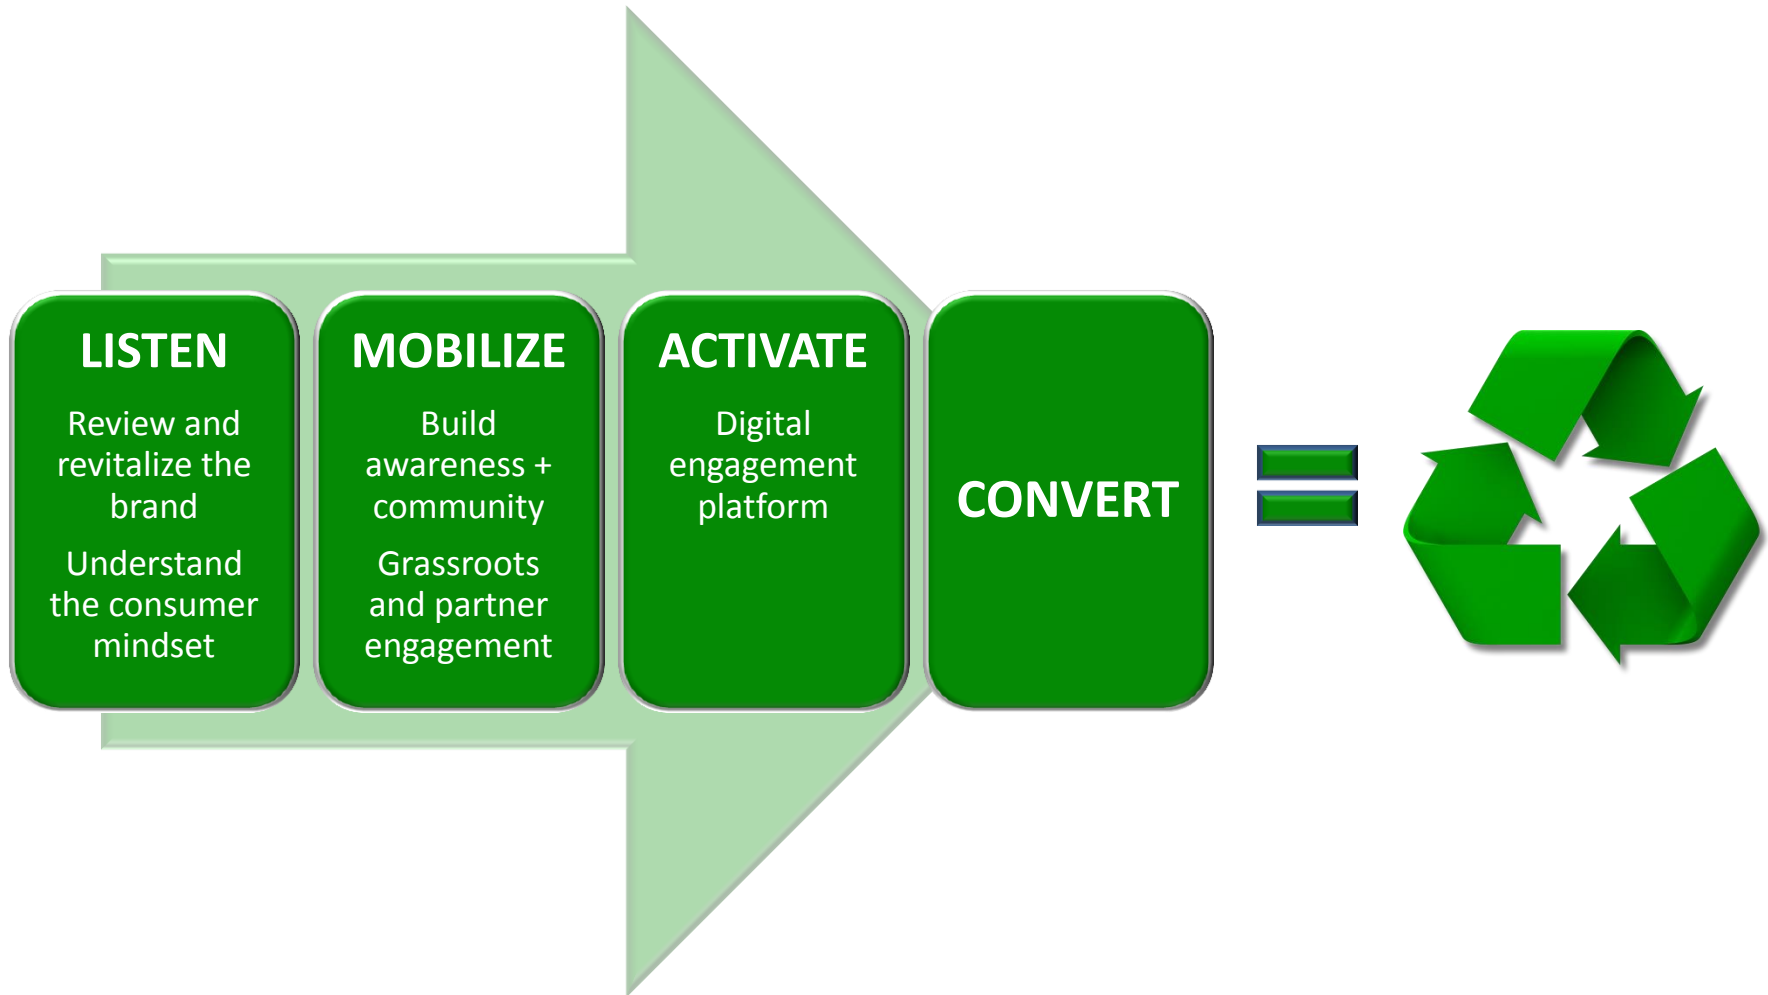 LISTEN
Review and
revitalize the
brand
Understand
the consumer
mindset
MOBILIZE
Build
awareness +
community
Grassroots
and partner
engagement
ACTIVATE
Digital
engagement
platform
CONVERT